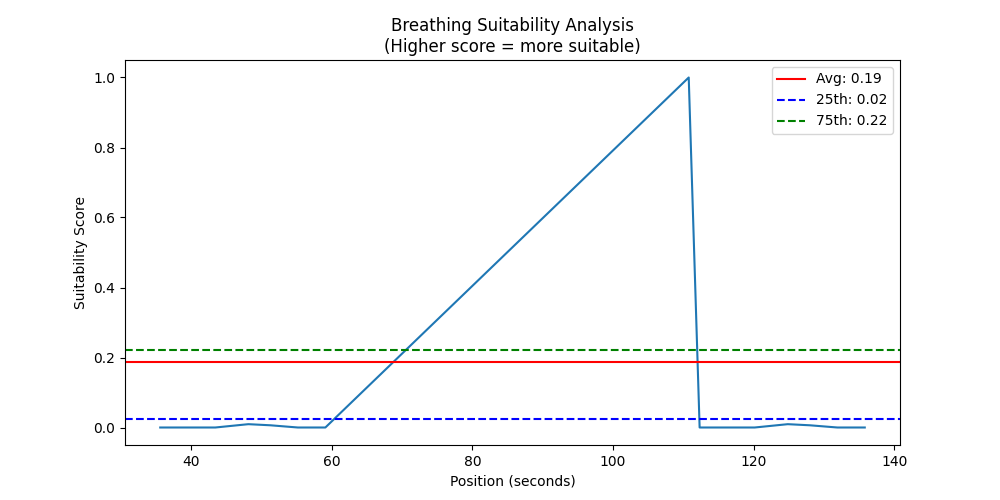 Breathing Suitability Analysis
(Higher score = more suitable)
Avg: 0.19
25th: 0.02
75th: 0.22
Suitability Score
1.0
0.8
0.6
0.4
0.2
0.0
40
60
80
100
120
140
Position (seconds)